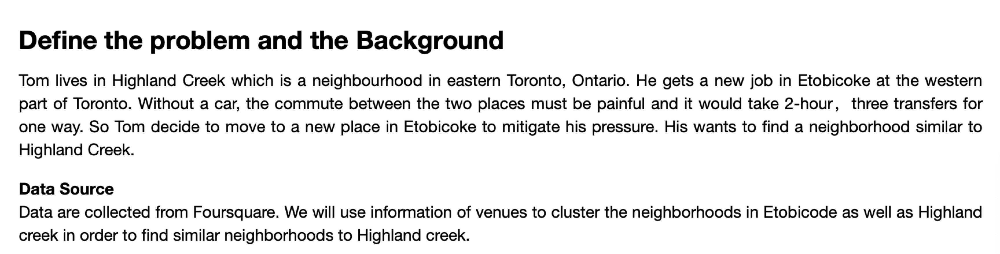 Define the problem and the Background
Tom lives in Highland Creek which is a neighbourhood in eastern Toronto, Ontario. He gets a new job in Etobicoke at the western
part of Toronto. Without a car, the commute between the two places must be painful and it would take 2-hour，three transfers for
one way. So Tom decide to move to a new place in Etobicoke to mitigate his pressure. His wants to find a neighborhood similar to
Highland Creek.
Data Source
Data are collected from Foursquare. We will use information of venues to cluster the neighborhoods in Etobicode as well as Highland
creek in order to find similar neighborhoods to Highland creek.